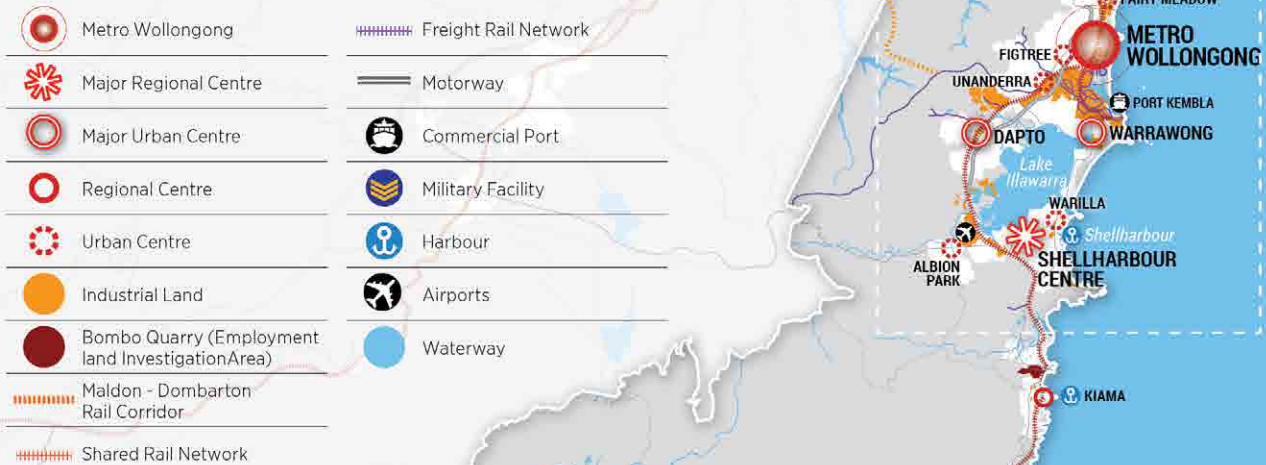 Metro Wollongong
Major Regional Centre
Major Urban Centre
Regional Centre
Urban Centre
Industrial Land
Bombo Quarry (Employment
land InvestigationArea)
Maldon - Dombarton
Rail Corridor
Shared Rail Network
Freight Rail Network
Motorway
Commercial Port
Military Facility
Harbour
Airports
Waterway
FAIRY MEADOW
METRO
WOLLONGONG
FIGTREE
UNANDERRA
PORT KEMBLA
DAPTO
WARRAWONG
Lake
Illawarra
WARILLA
Shellharbour
SHELLHARBOUR
CENTRE
ALBION
PARK
KIAMA